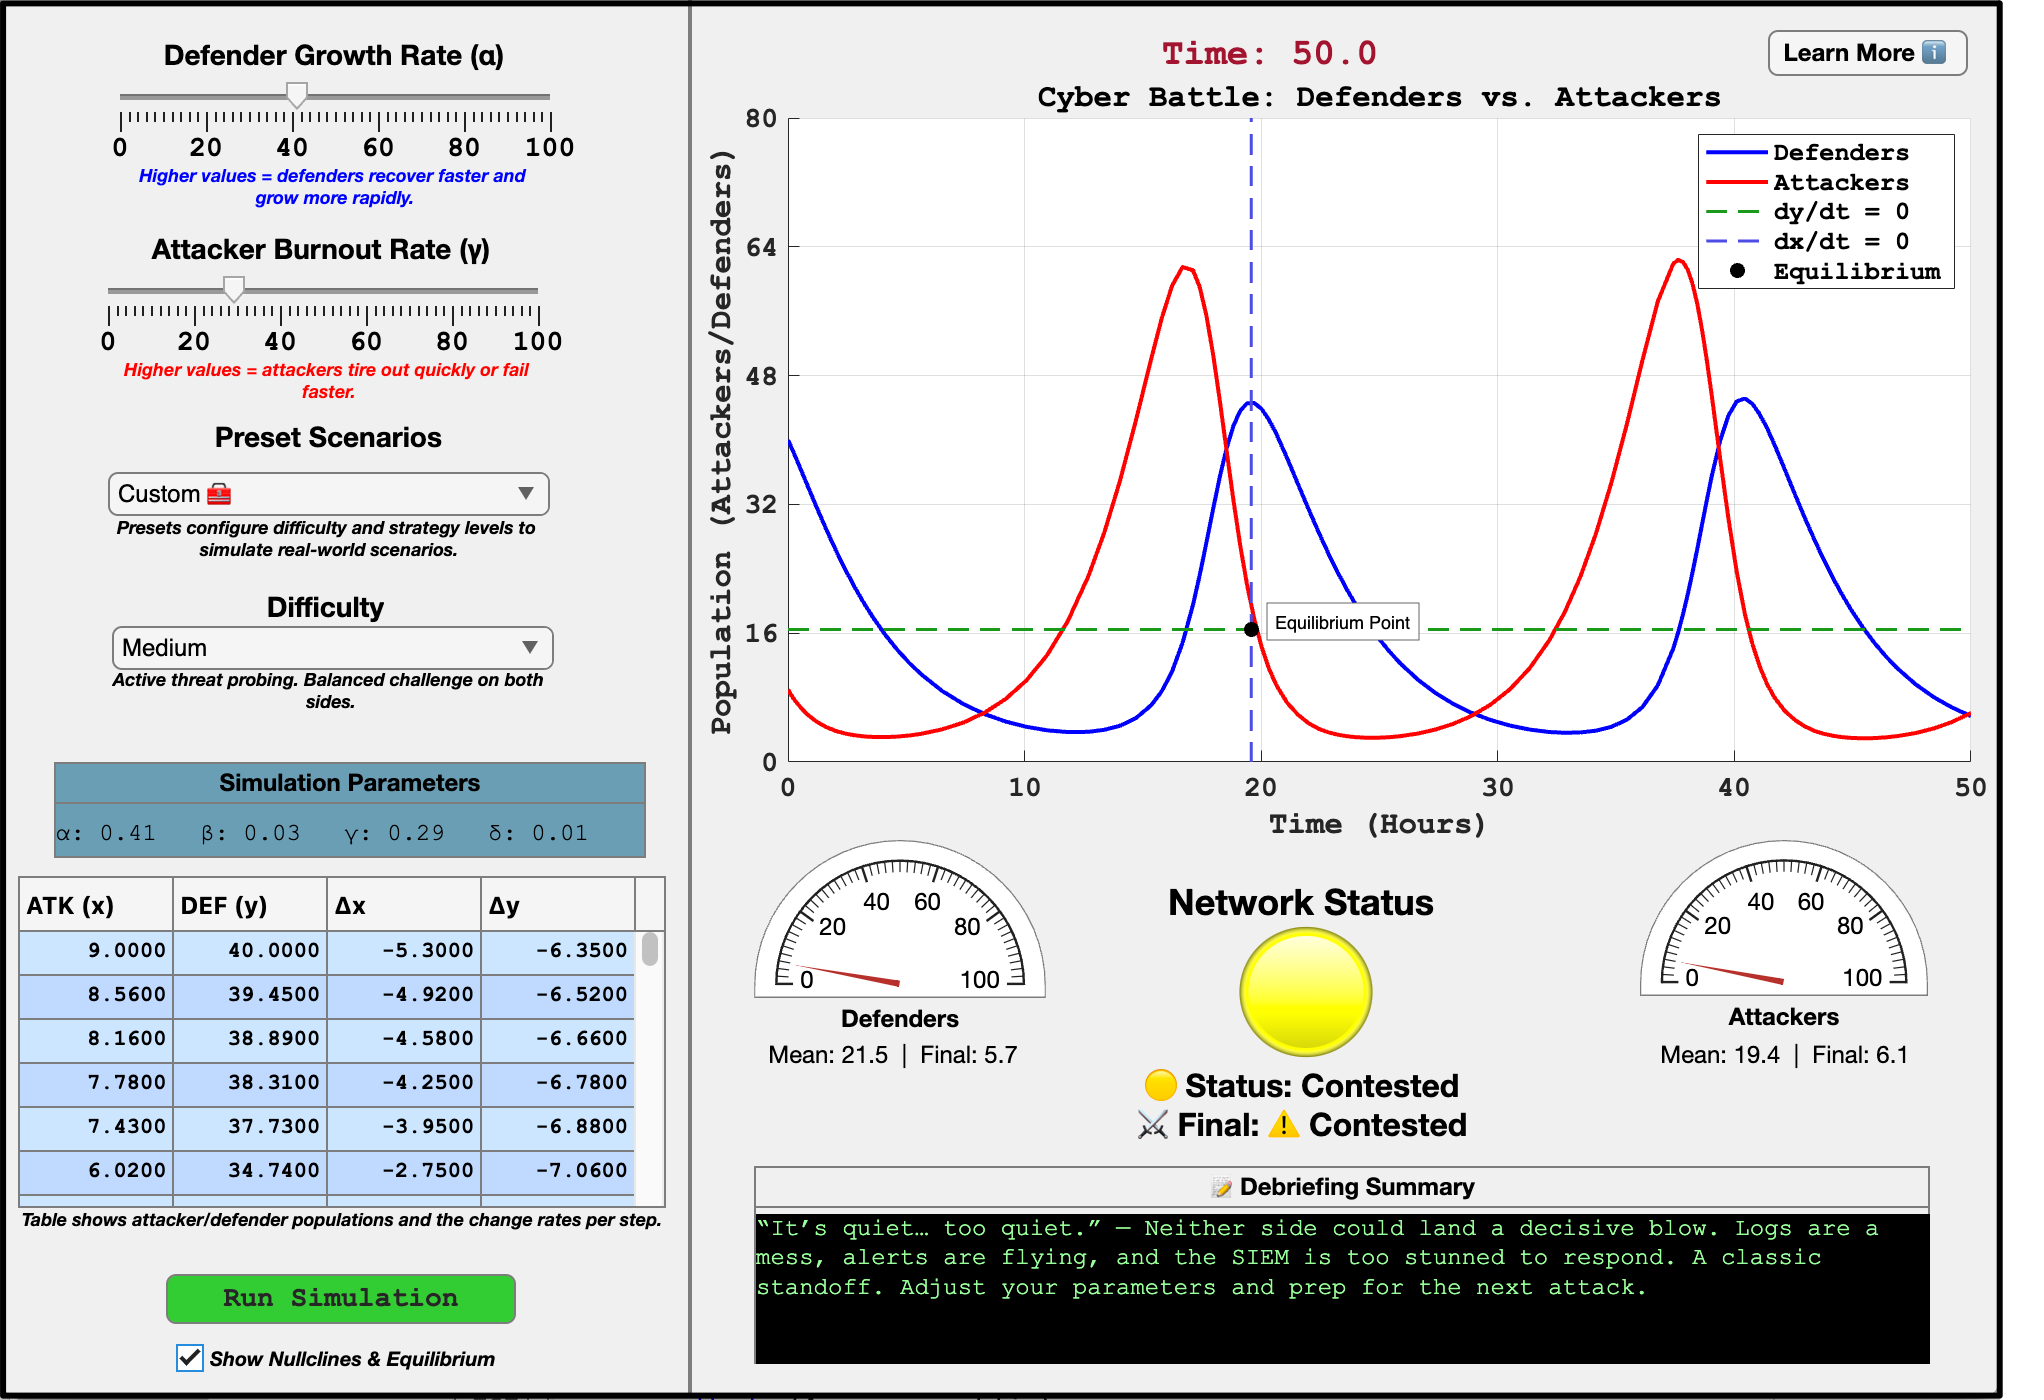 Defender Growth Rate (α)
0 20 40 60 80 100
Higher values = defenders recover faster and
grow more rapidly.
Attacker Burnout Rate (γ)
0 20 40 60 80 100
Higher values = attackers tire out quickly or fail
faster.
Preset Scenarios
Custom 🧰
Presets configure difficulty and strategy levels to
simulate real-world scenarios.
Difficulty
Medium
Active threat probing. Balanced challenge on both
sides.
Simulation Parameters
α: 0.41 β: 0.03 γ: 0.29 δ: 0.01
ATK (x) DEF (y) Δx Δy
9.0000 40.0000 -5.3000 -6.3500
8.5600 39.4500 -4.9200 -6.5200
8.1600 38.8900 -4.5800 -6.6600
7.7800 38.3100 -4.2500 -6.7800
7.4300 37.7300 -3.9500 -6.8800
6.0200 34.7400 -2.7500 -7.0600
Table shows attacker/defender populations and the change rates per step.
Run Simulation
Show Nullclines & Equilibrium
Time: 50.0
Learn More ℹ️
Cyber Battle: Defenders vs. Attackers
Population (Attackers/Defenders)
80
64
48
32
16
0
Defenders
Attackers
dy/dt = 0
dx/dt = 0
Equilibrium
Equilibrium Point
0 10 20 30 40 50
Time (Hours)
0 20 40 60 80 100
Defenders
Mean: 21.5 | Final: 5.7
Network Status
🟡 Status: Contested
⚔️ Final: ⚠️ Contested
0 20 40 60 80 100
Attackers
Mean: 19.4 | Final: 6.1
📝 Debriefing Summary
“It’s quiet… too quiet.” — Neither side could land a decisive blow. Logs are a
mess, alerts are flying, and the SIEM is too stunned to respond. A classic
standoff. Adjust your parameters and prep for the next attack.